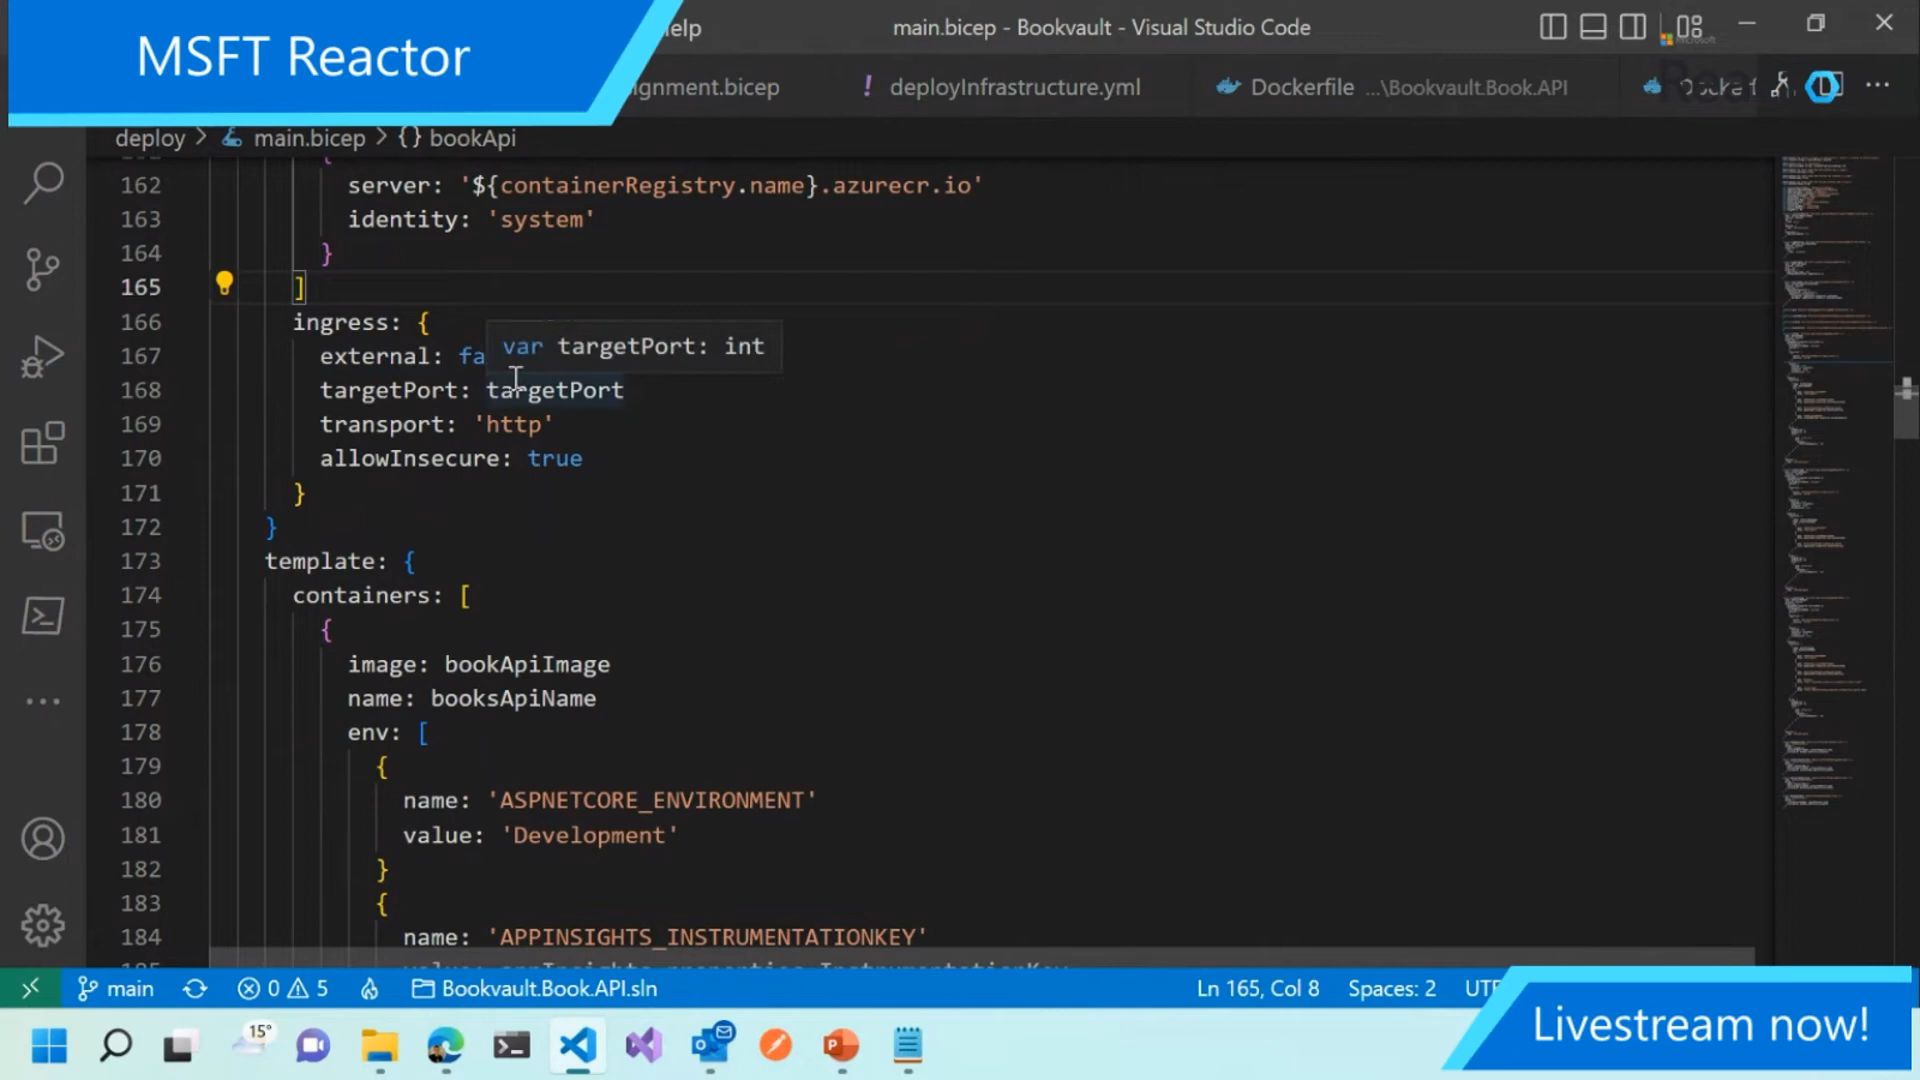 MSFT Reactor
elp
main.bicep - Bookvault - Visual Studio Code
Microsoft
ignment.bicep
! deployInfrastructure.yml
Dockerfile ...\Bookvault.Book.API
deploy > main.bicep > {} bookApi
162 server: '${containerRegistry.name}.azurecr.io'
163 identity: 'system'
164 }
165 ]
166 ingress: {
var targetPort: int
167 external: fa
168 targetPort: targetPort
169 transport: 'http'
170 allowInsecure: true
171 }
172 }
173 template: {
174 containers: [
175 {
176 image: bookApiImage
177 name: booksApiName
178 env: [
179 {
180 name: 'ASPNETCORE_ENVIRONMENT'
181 value: 'Development'
182 }
183 {
184 name: 'APPINSIGHTS_INSTRUMENTATIONKEY'
main 0 5 Bookvault.Book.API.sln Ln 165, Col 8 Spaces: 2 UTF
15°
Livestream now!